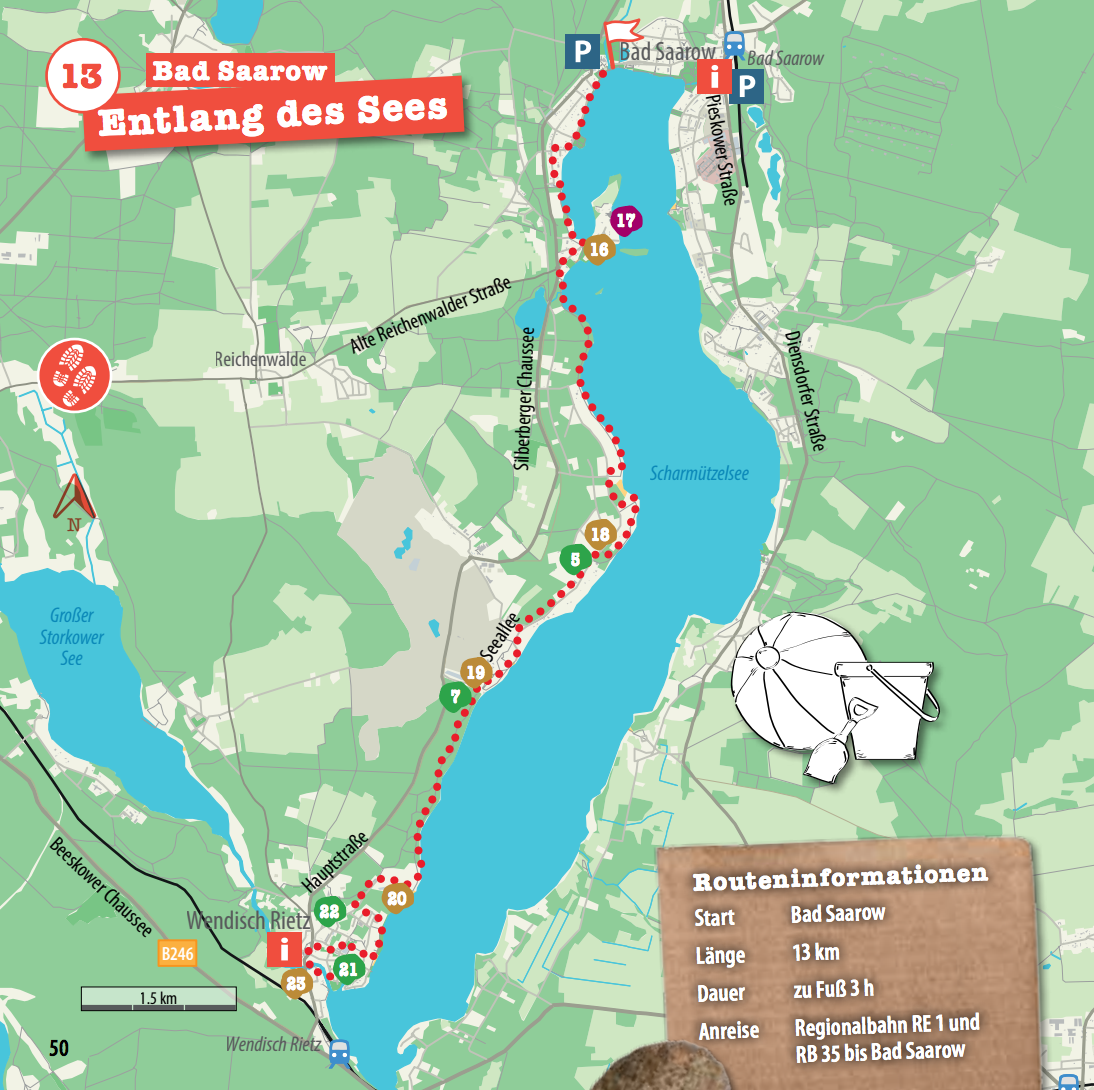 13
Bad Saarow
Entlang des Sees
P
Bad Saarow
Bad Saarow
i
P
Pieskower Straße
17
16
Alte Reichenwalder Straße
Reichenwalde
Silberberger Chaussee
Diensdorfer Straße
Scharmützelsee
N
18
5
Großer
Storkower
See
Seeallee
19
7
Hauptstraße
Beeskower Chaussee
20
22
Wendisch Rietz
i
B246
21
23
1.5 km
Wendisch Rietz
50
Routeninformationen
Start Bad Saarow
Länge 13 km
Dauer zu Fuß 3 h
Anreise Regionalbahn RE 1 und
RB 35 bis Bad Saarow